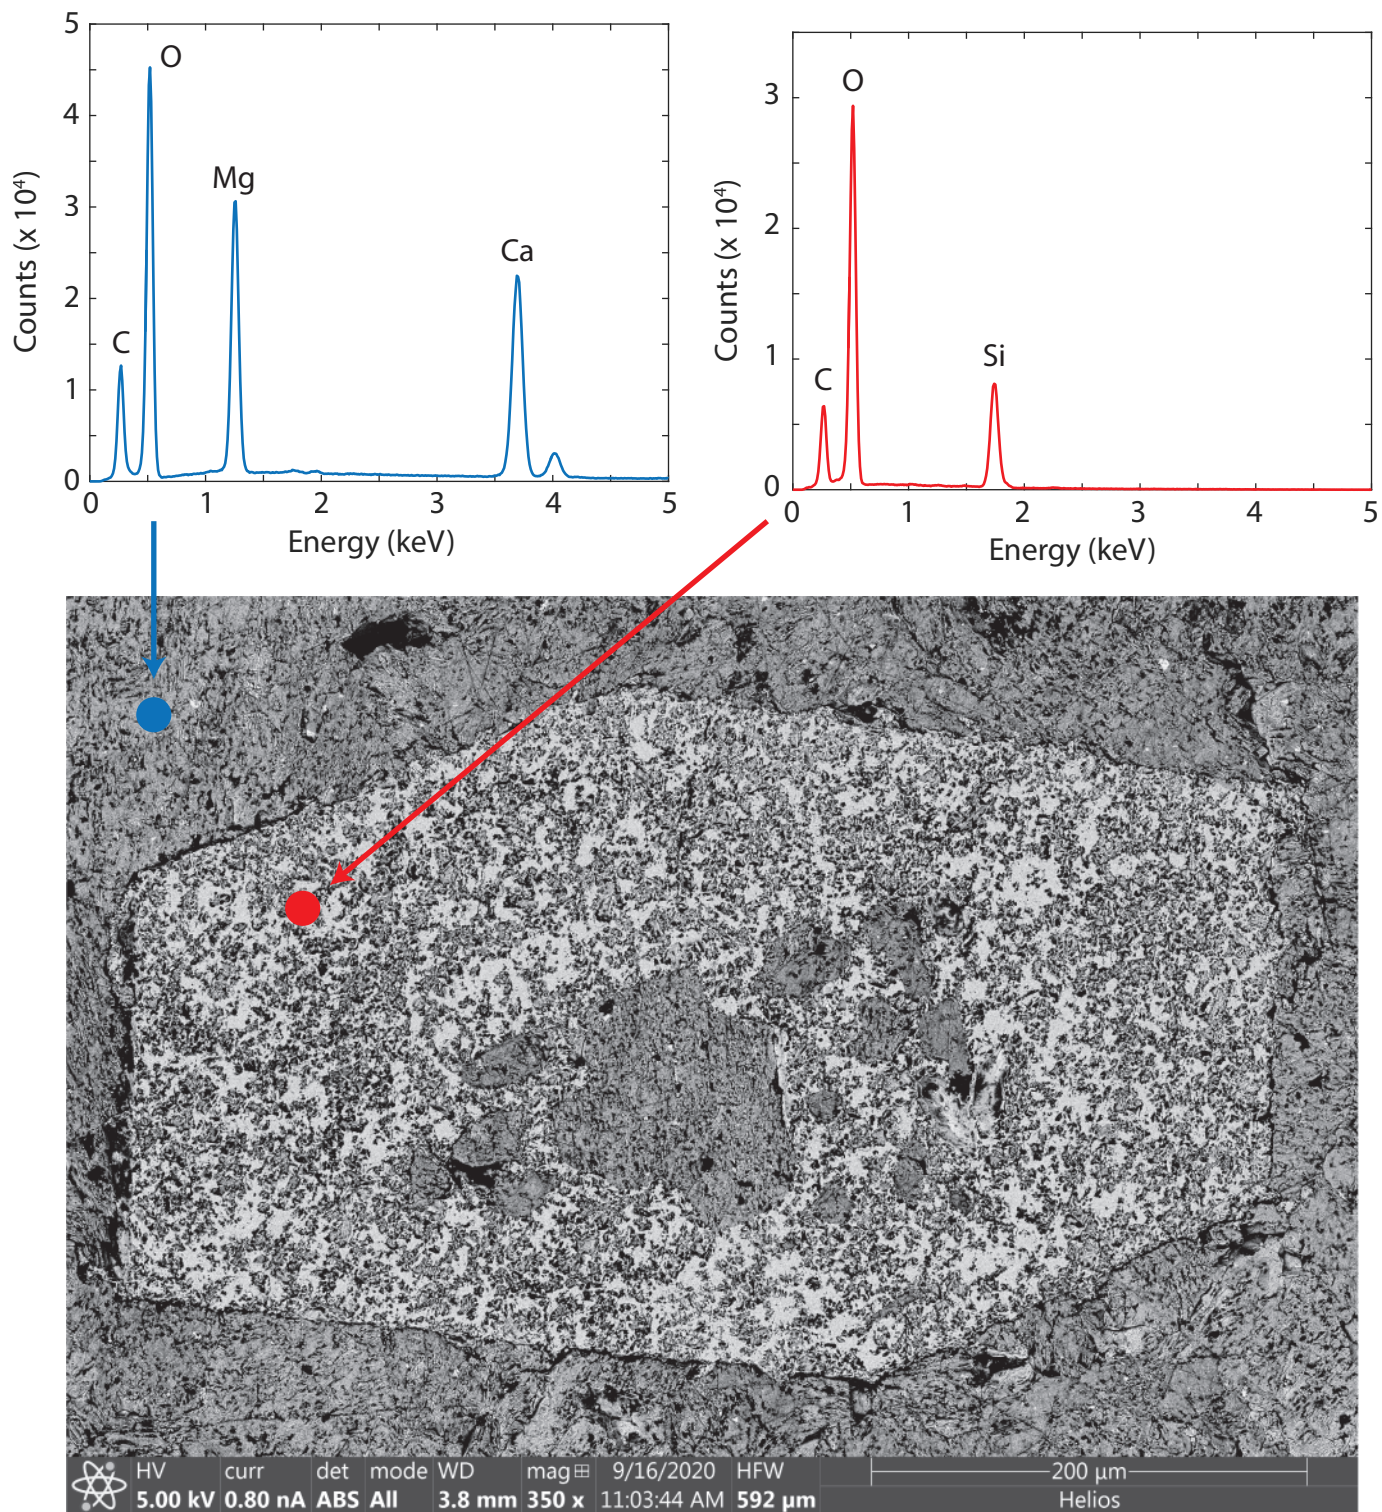 5
4
3
2
1
0
Counts (x 10⁴)
O
Mg
Ca
C
0 1 2 3 4 5
Energy (keV)
3
2
1
0
Counts (x 10⁴)
O
Si
C
0 1 2 3 4 5
Energy (keV)
HV curr det mode WD mag 9/16/2020 HFW 200 µm
5.00 kV 0.80 nA ABS All 3.8 mm 350 x 11:03:44 AM 592 µm Helios